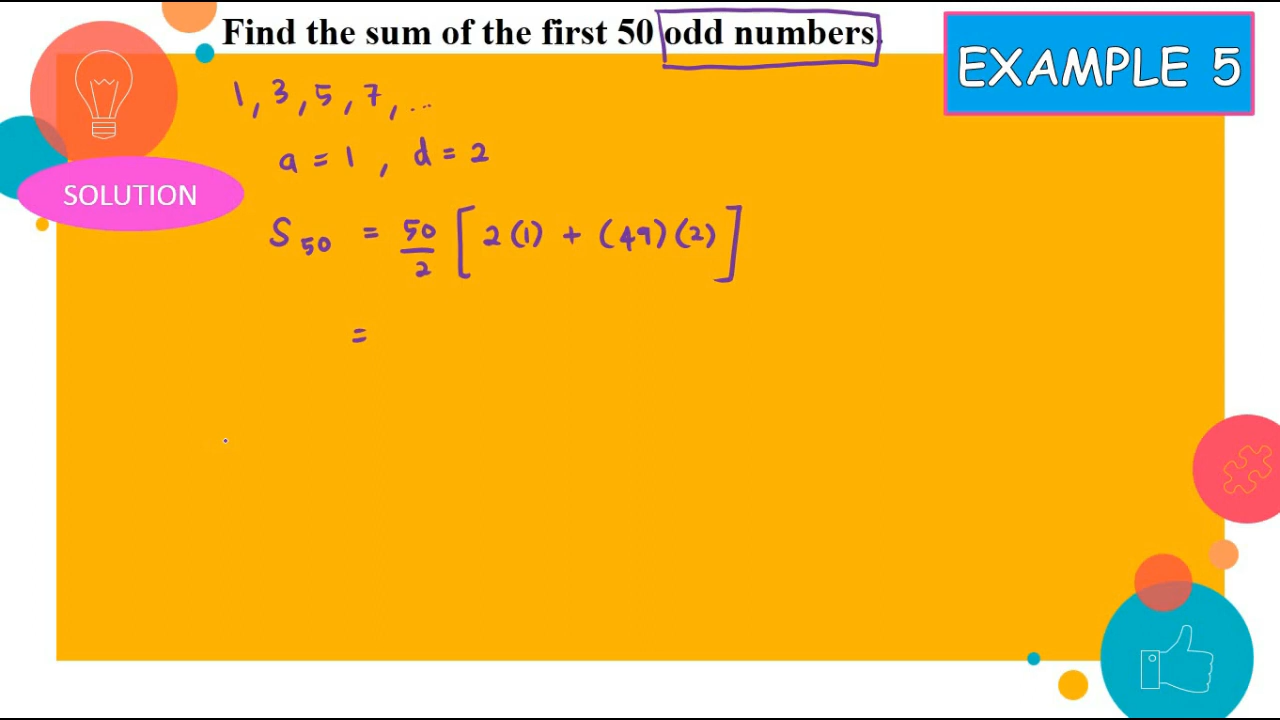 Find the sum of the first 50 odd numbers.
EXAMPLE 5
1, 3, 5, 7, ...
a = 1 , d = 2
SOLUTION
S₅₀ = 50/2 [2(1) + (49)(2)]
=